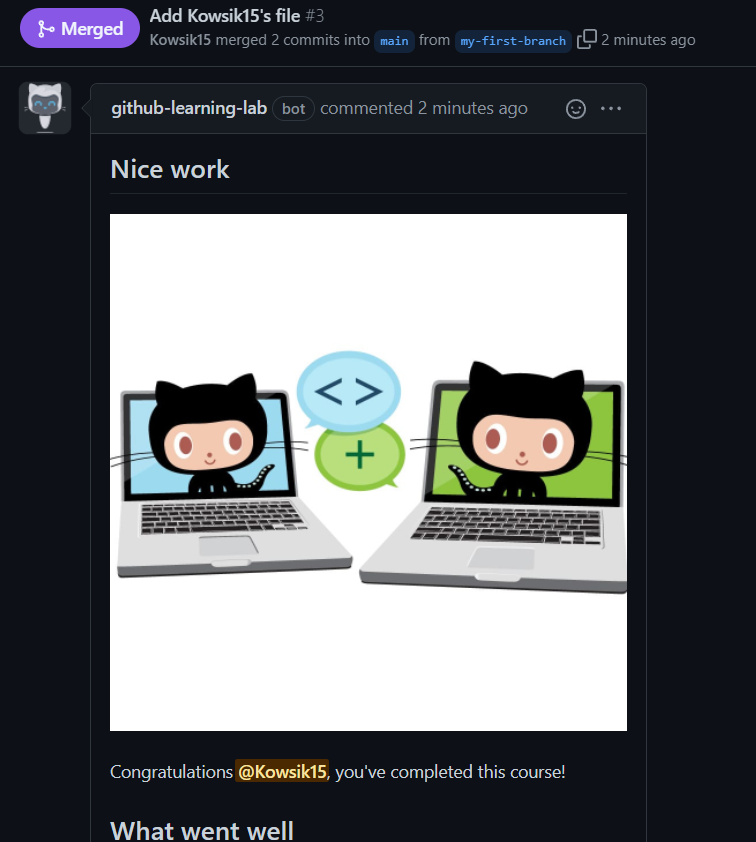 Merged
Add Kowsik15's file #3
Kowsik15 merged 2 commits into main from my-first-branch 2 minutes ago
github-learning-lab bot commented 2 minutes ago
Nice work
< >
+
Congratulations @Kowsik15, you've completed this course!
What went well